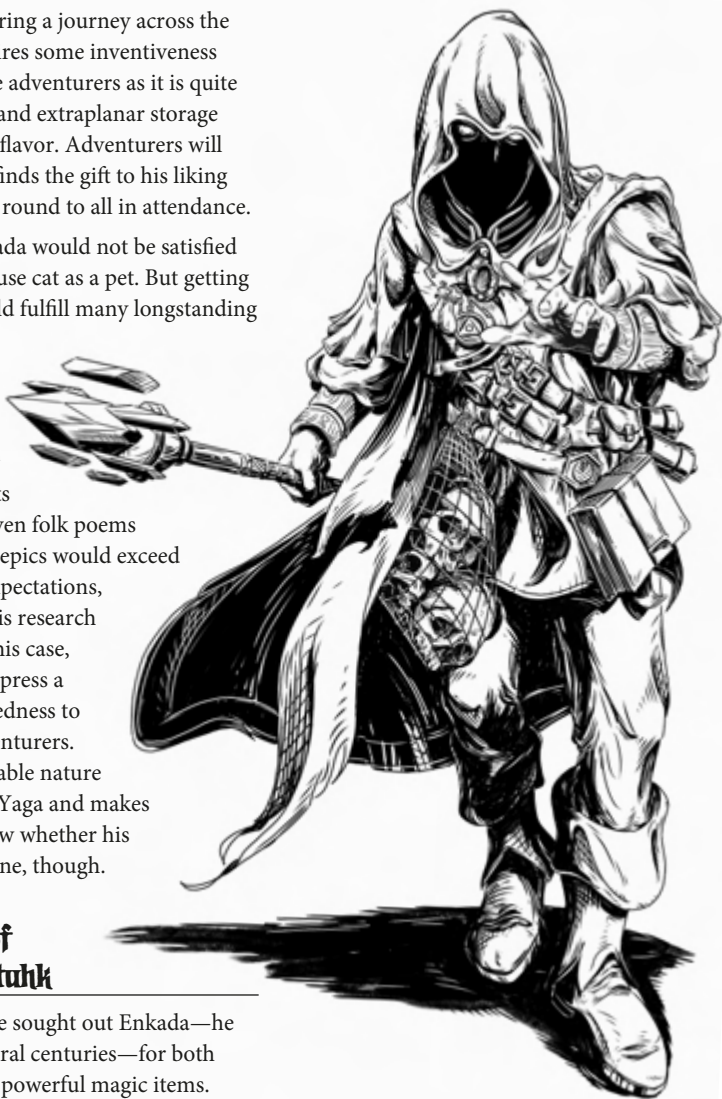 ring a journey across the
res some inventiveness
e adventurers as it is quite
and extraplanar storage
flavor. Adventurers will
finds the gift to his liking
round to all in attendance.
ada would not be satisfied
use cat as a pet. But getting
ld fulfill many longstanding
ts
ven folk poems
epics would exceed
pectations,
is research
his case,
press a
edness to
nturers.
able nature
Yaga and makes
w whether his
ne, though.
f
tuhk
e sought out Enkada—he
ral centuries—for both
powerful magic items.